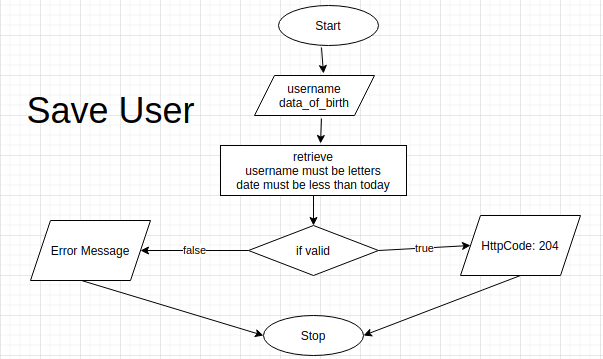 Start
Save User
username
data_of_birth
retrieve
username must be letters
date must be less than today
Error Message
false
if valid
true
HttpCode: 204
Stop